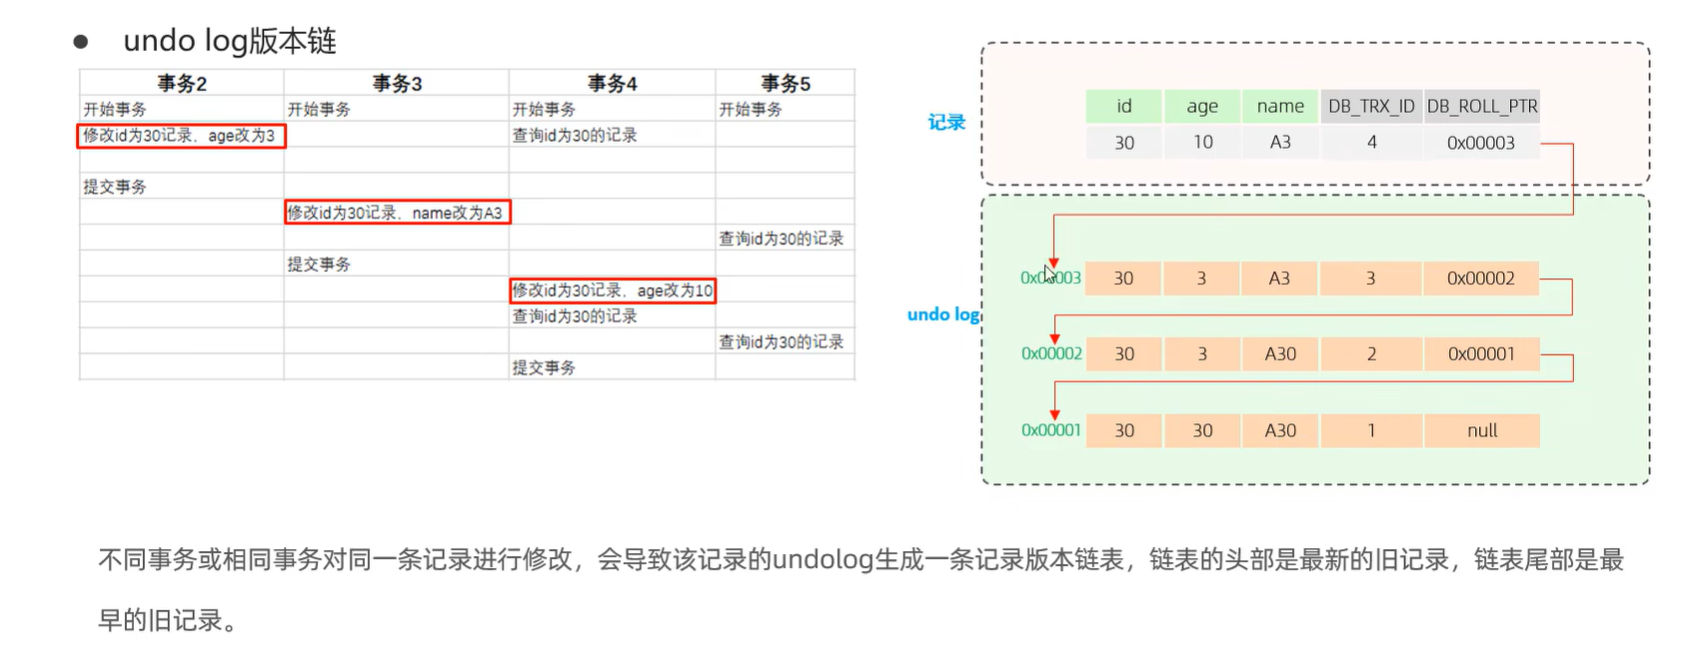 undo log版本链
事务2 事务3 事务4 事务5
开始事务 开始事务 开始事务 开始事务
修改id为30记录，age改为3 查询id为30的记录
提交事务
修改id为30记录，name改为A3
查询id为30的记录
提交事务
修改id为30记录，age改为10
查询id为30的记录
查询id为30的记录
提交事务
记录
id age name DB_TRX_ID DB_ROLL_PTR
30 10 A3 4 0x00003
undo log
0x00003 30 3 A3 3 0x00002
0x00002 30 3 A30 2 0x00001
0x00001 30 30 A30 1 null
不同事务或相同事务对同一条记录进行修改，会导致该记录的undolog生成一条记录版本链表，链表的头部是最新的旧记录，链表尾部是最
早的旧记录。